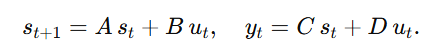 s_{t+1} = A s_t + B u_t, y_t = C s_t + D u_t.